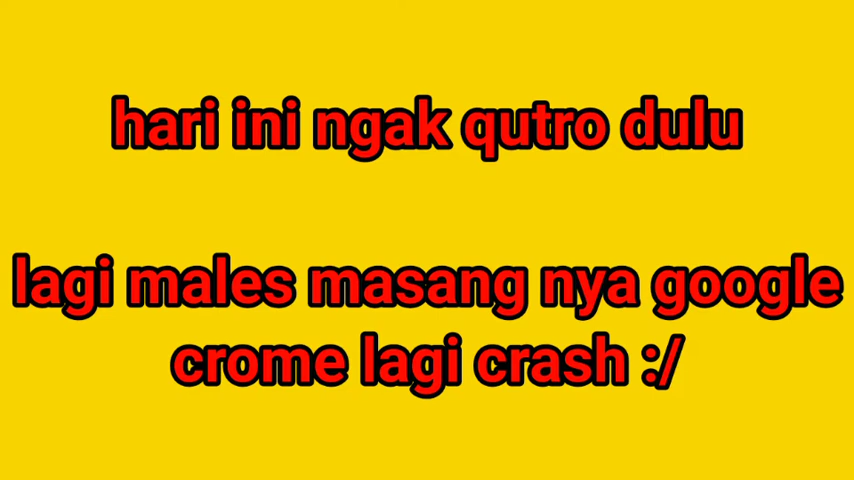 hari ini ngak qutro dulu
lagi males masang nya google
crome lagi crash :/